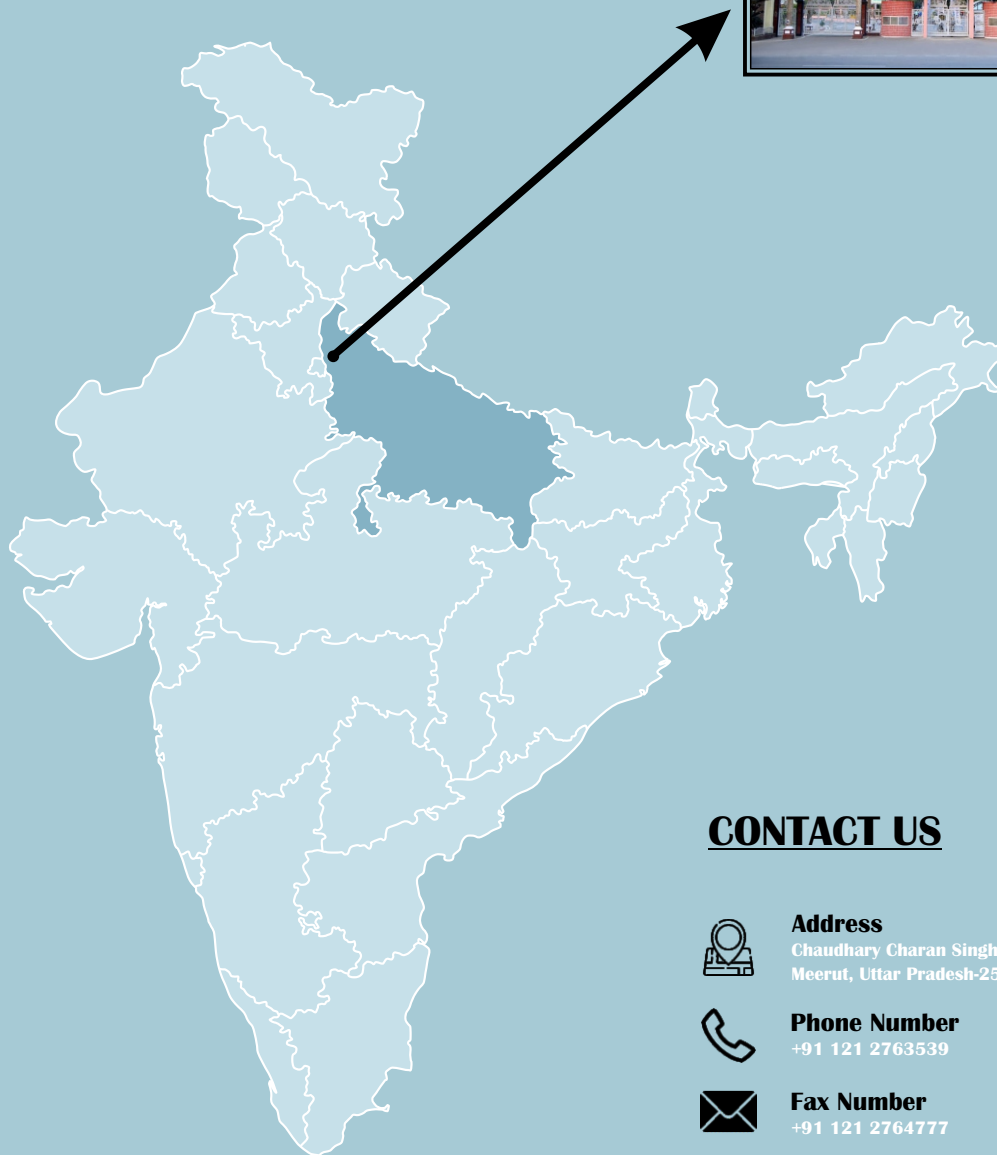 CONTACT US
Address
Chaudhary Charan Singh
Meerut, Uttar Pradesh-25
Phone Number
+91 121 2763539
Fax Number
+91 121 2764777